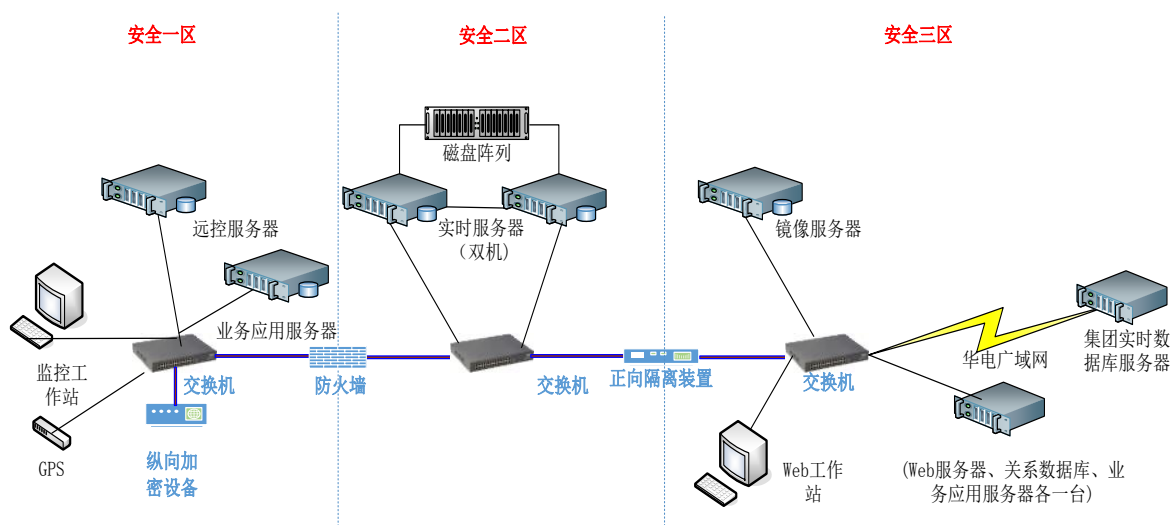 安全一区
安全二区
安全三区
磁盘阵列
远控服务器
实时服务器
（双机）
镜像服务器
业务应用服务器
监控工
作站
交换机
防火墙
交换机
正向隔离装置
交换机
华电广域网
集团实时数
据库服务器
GPS
纵向加
密设备
Web工作
站
(Web服务器、关系数据库、业
务应用服务器各一台)